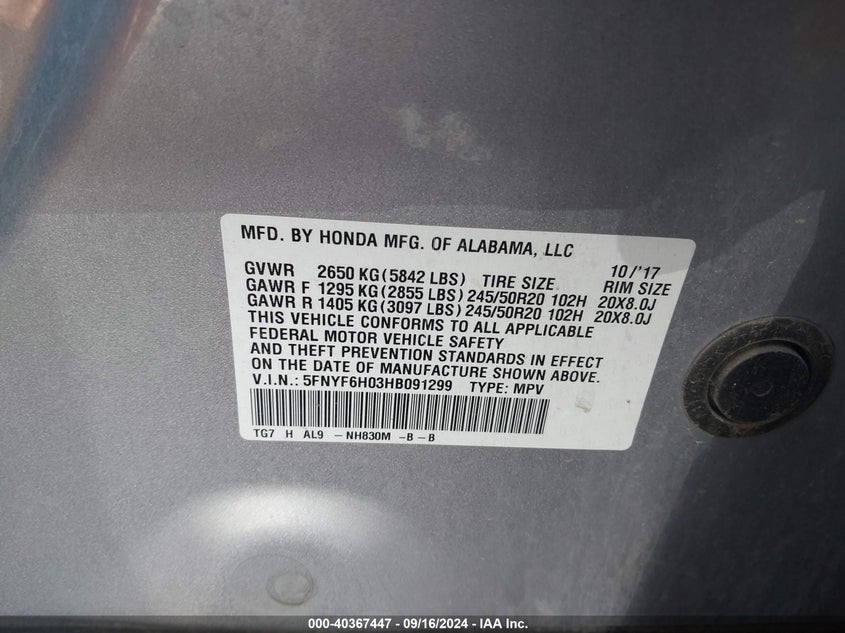 MFD. BY HONDA MFG. OF ALABAMA, LLC
10/'17
GVWR 2650 KG(5842 LBS) TIRE SIZE RIM SIZE
GAWR F 1295 KG(2855 LBS) 245/50R20 102H 20X8.0J
GAWR R 1405 KG(3097 LBS) 245/50R20 102H 20X8.0J
THIS VEHICLE CONFORMS TO ALL APPLICABLE
FEDERAL MOTOR VEHICLE SAFETY
AND THEFT PREVENTION STANDARDS IN EFFECT
ON THE DATE OF MANUFACTURE SHOWN ABOVE.
V.I.N.: 5FNYF6H03HB091299 TYPE: MPV
TG7 H AL9 -NH830M -B-B
000-40367447 - 09/16/2024 - IAA Inc.